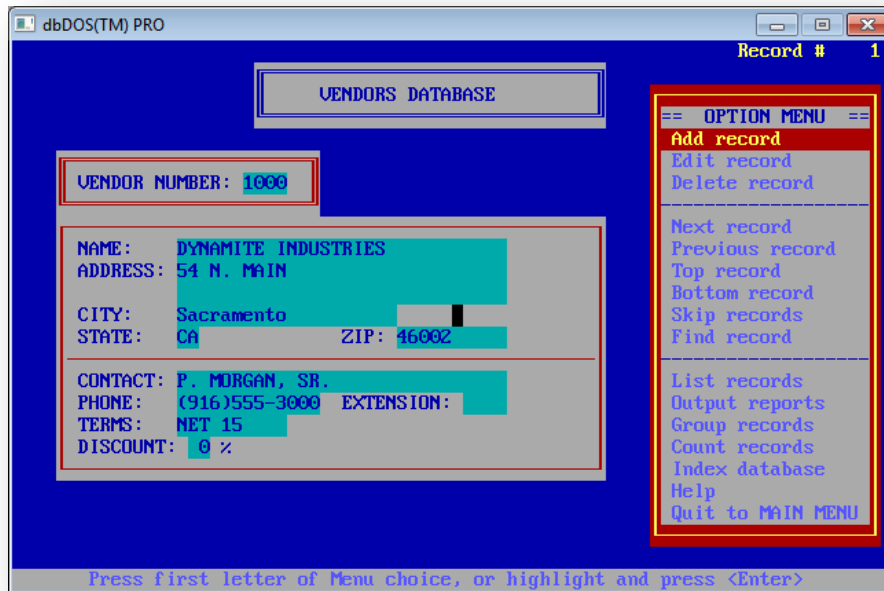 dbDOS(TM) PRO
Record # 1
VENDORS DATABASE
VENDOR NUMBER: 1000
NAME: DYNAMITE INDUSTRIES
ADDRESS: 54 N. MAIN
CITY: Sacramento
STATE: CA ZIP: 46002
CONTACT: P. MORGAN, SR.
PHONE: (916)555-3000 EXTENSION:
TERMS: NET 15
DISCOUNT: 0 %
== OPTION MENU ==
Add record
Edit record
Delete record
Next record
Previous record
Top record
Bottom record
Skip records
Find record
List records
Output reports
Group records
Count records
Index database
Help
Quit to MAIN MENU
Press first letter of Menu choice, or highlight and press <Enter>